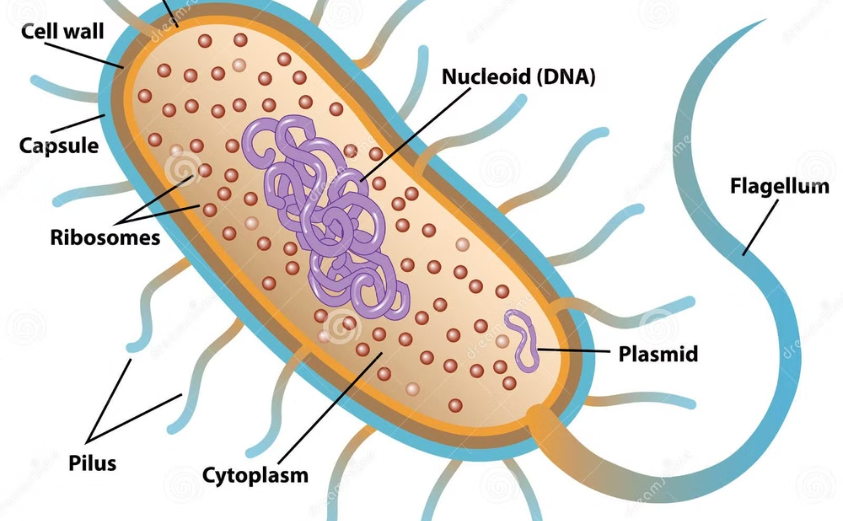 Cell wall
Nucleoid (DNA)
Capsule
Flagellum
Ribosomes
Plasmid
Pilus
Cytoplasm